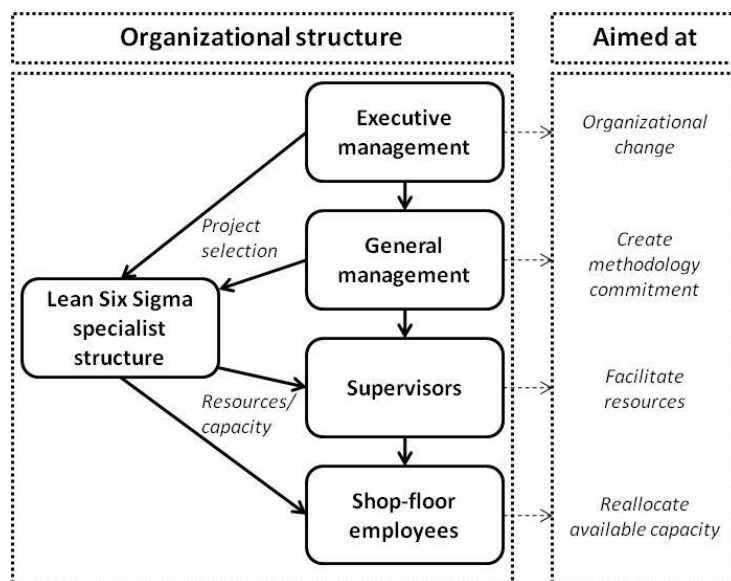 Organizational structure
Aimed at
Executive
management
Organizational
change
Project
selection
General
management
Create
methodology
commitment
Lean Six Sigma
specialist
structure
Resources/
capacity
Supervisors
Facilitate
resources
Shop-floor
employees
Reallocate
available capacity